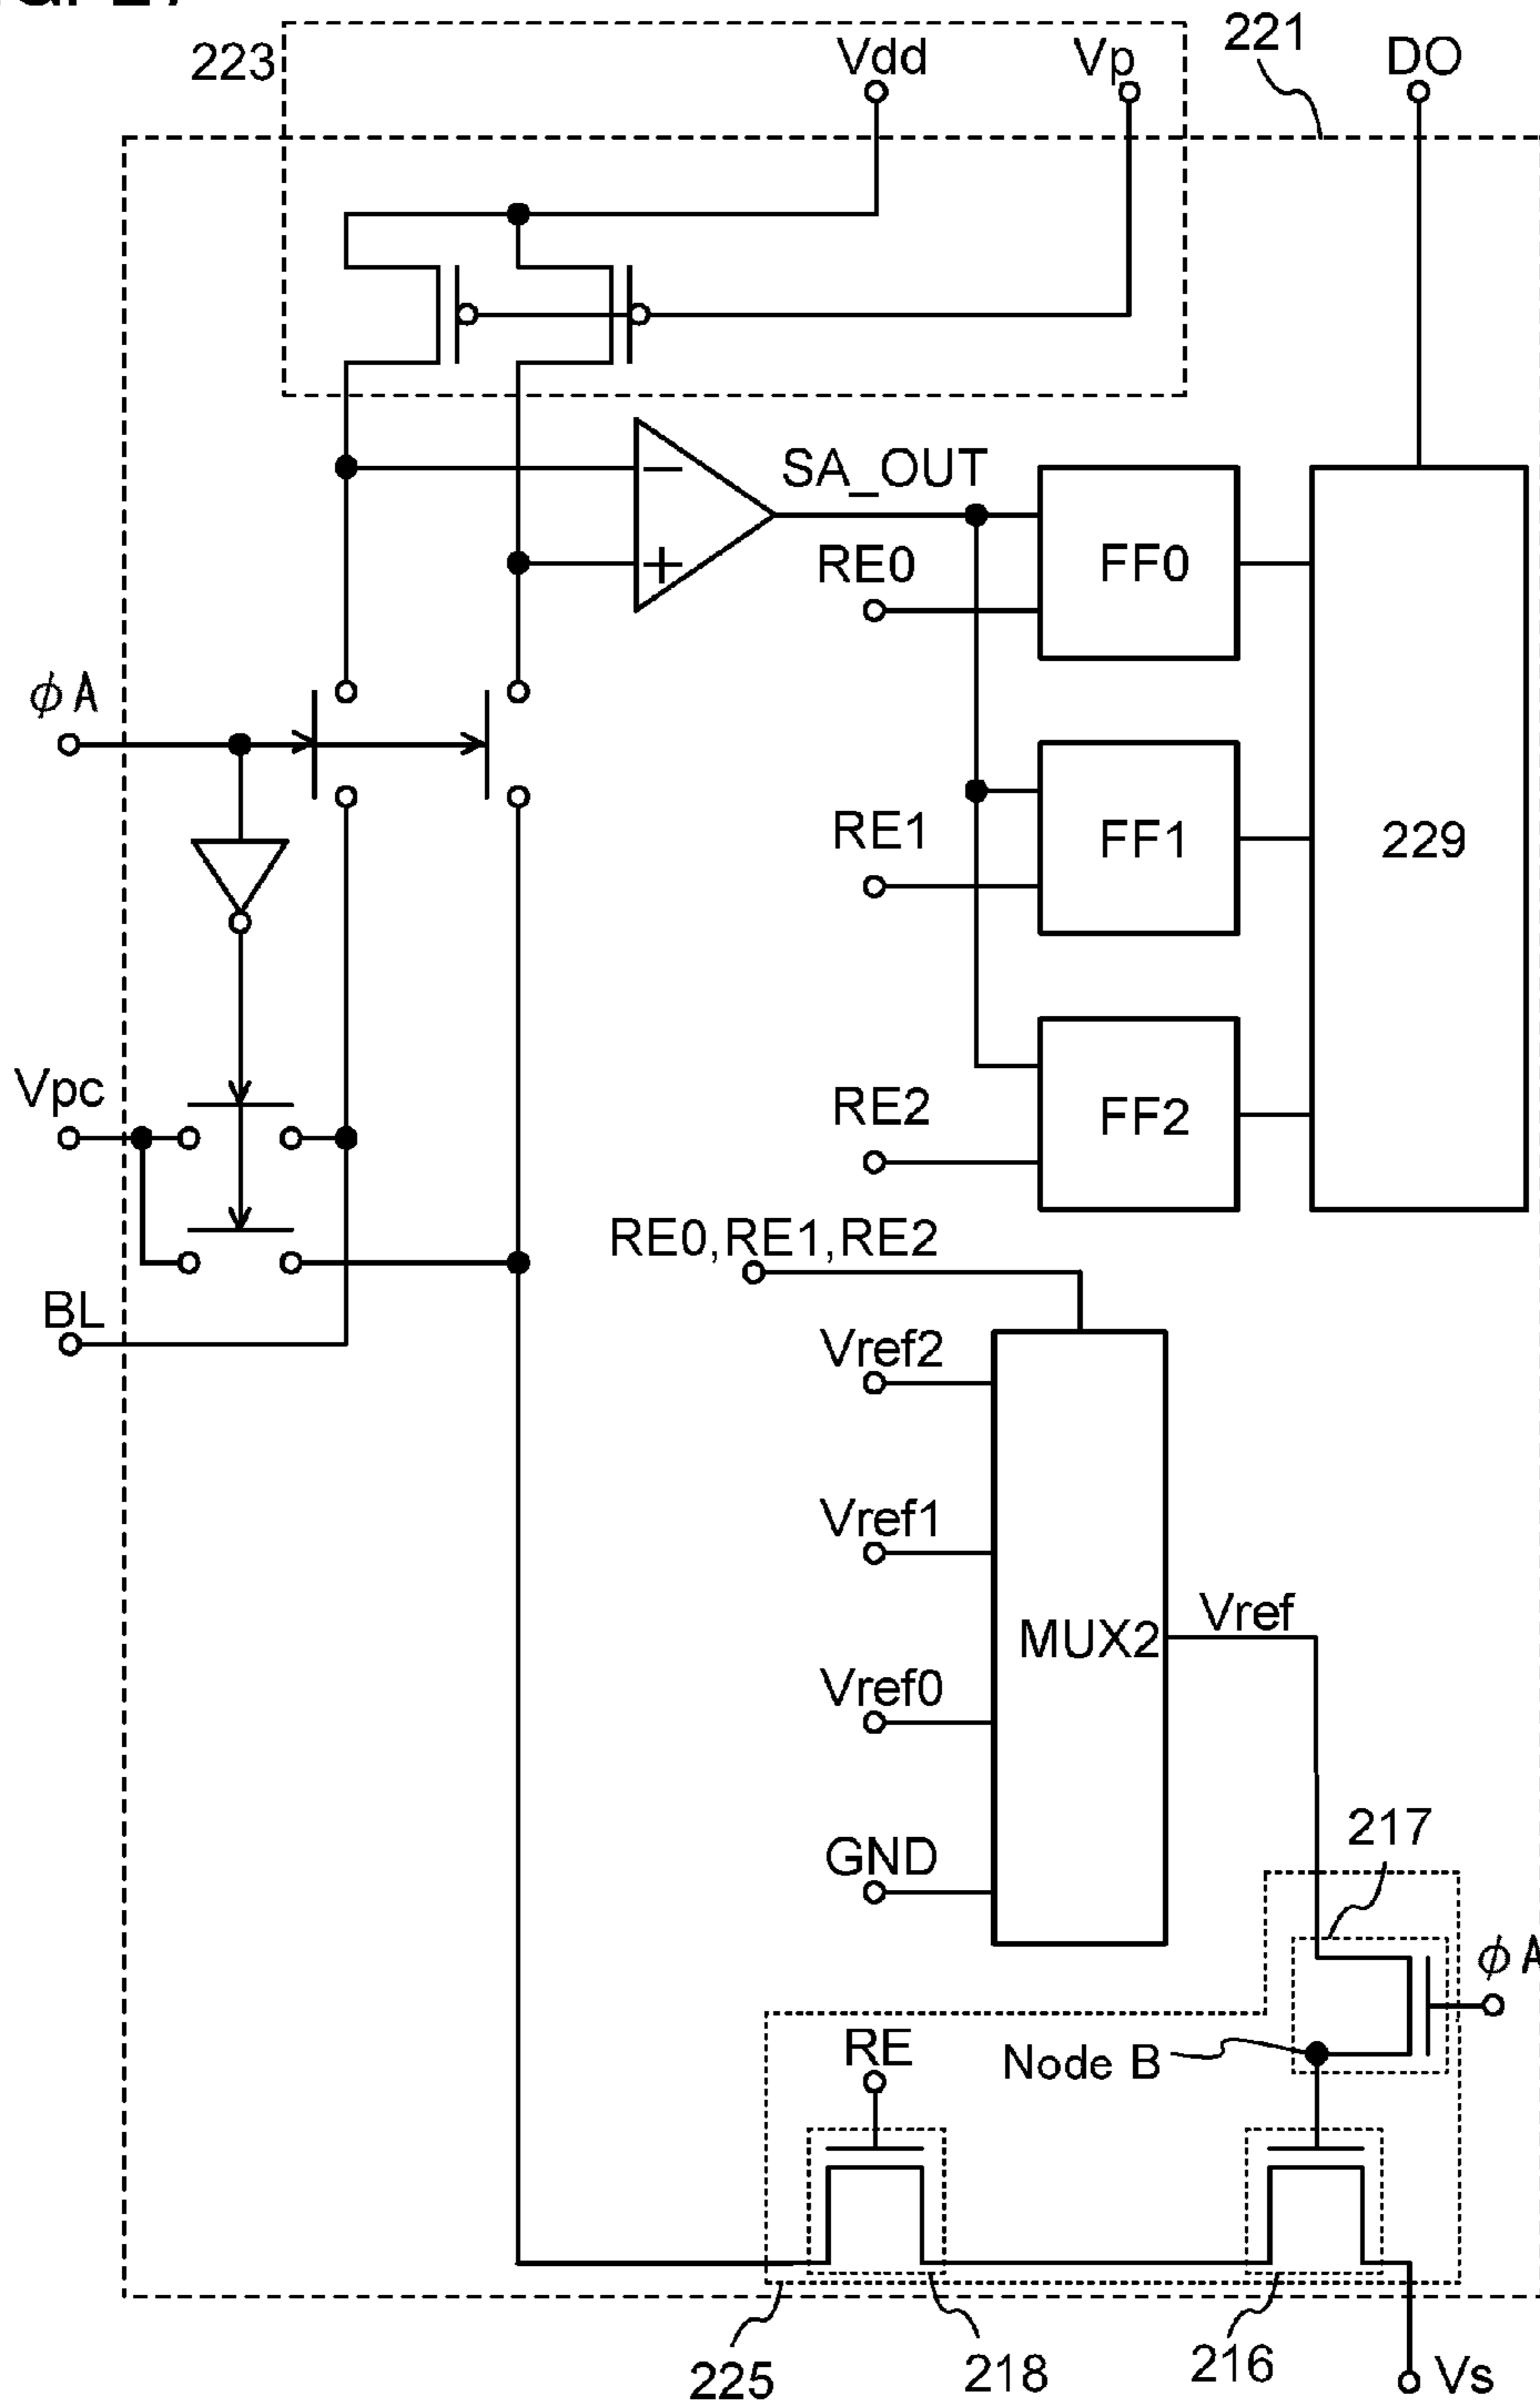 223
Vdd
Vp
221
DO
SA_OUT
−
+
RE0
FF0
φA
RE1
FF1
229
Vpc
RE2
FF2
RE0,RE1,RE2
BL
Vref2
Vref1
MUX2
Vref
Vref0
217
GND
φA
RE
Node B
225
218
216
Vs